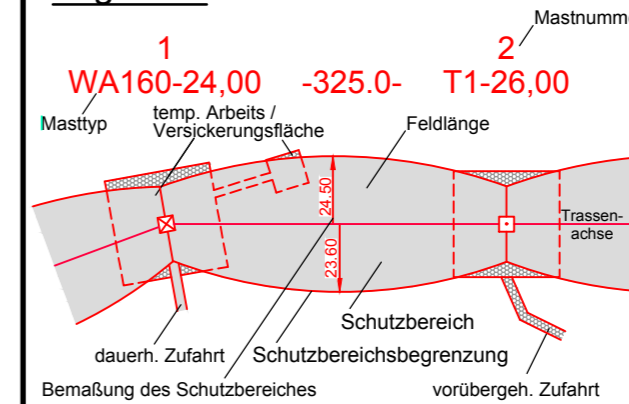 Mastnumme
1
2
WA160-24,00 -325.0- T1-26,00
Masttyp
temp. Arbeits /
Versickerungsfläche
Feldlänge
24.50
23.60
Trassen-
achse
Schutzbereich
dauerh. Zufahrt
Schutzbereichsbegrenzung
Bemaßung des Schutzbereiches
vorübergeh. Zufahrt